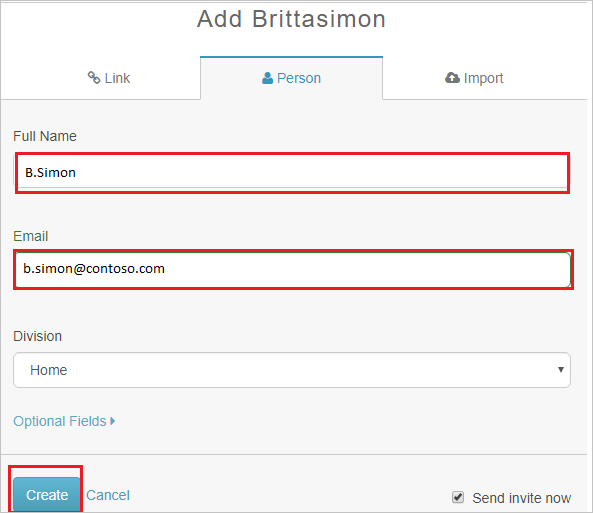 Add Brittasimon
Link
Person
Import
Full Name
B.Simon
Email
b.simon@contoso.com
Division
Home
Optional Fields
Create
Cancel
Send invite now